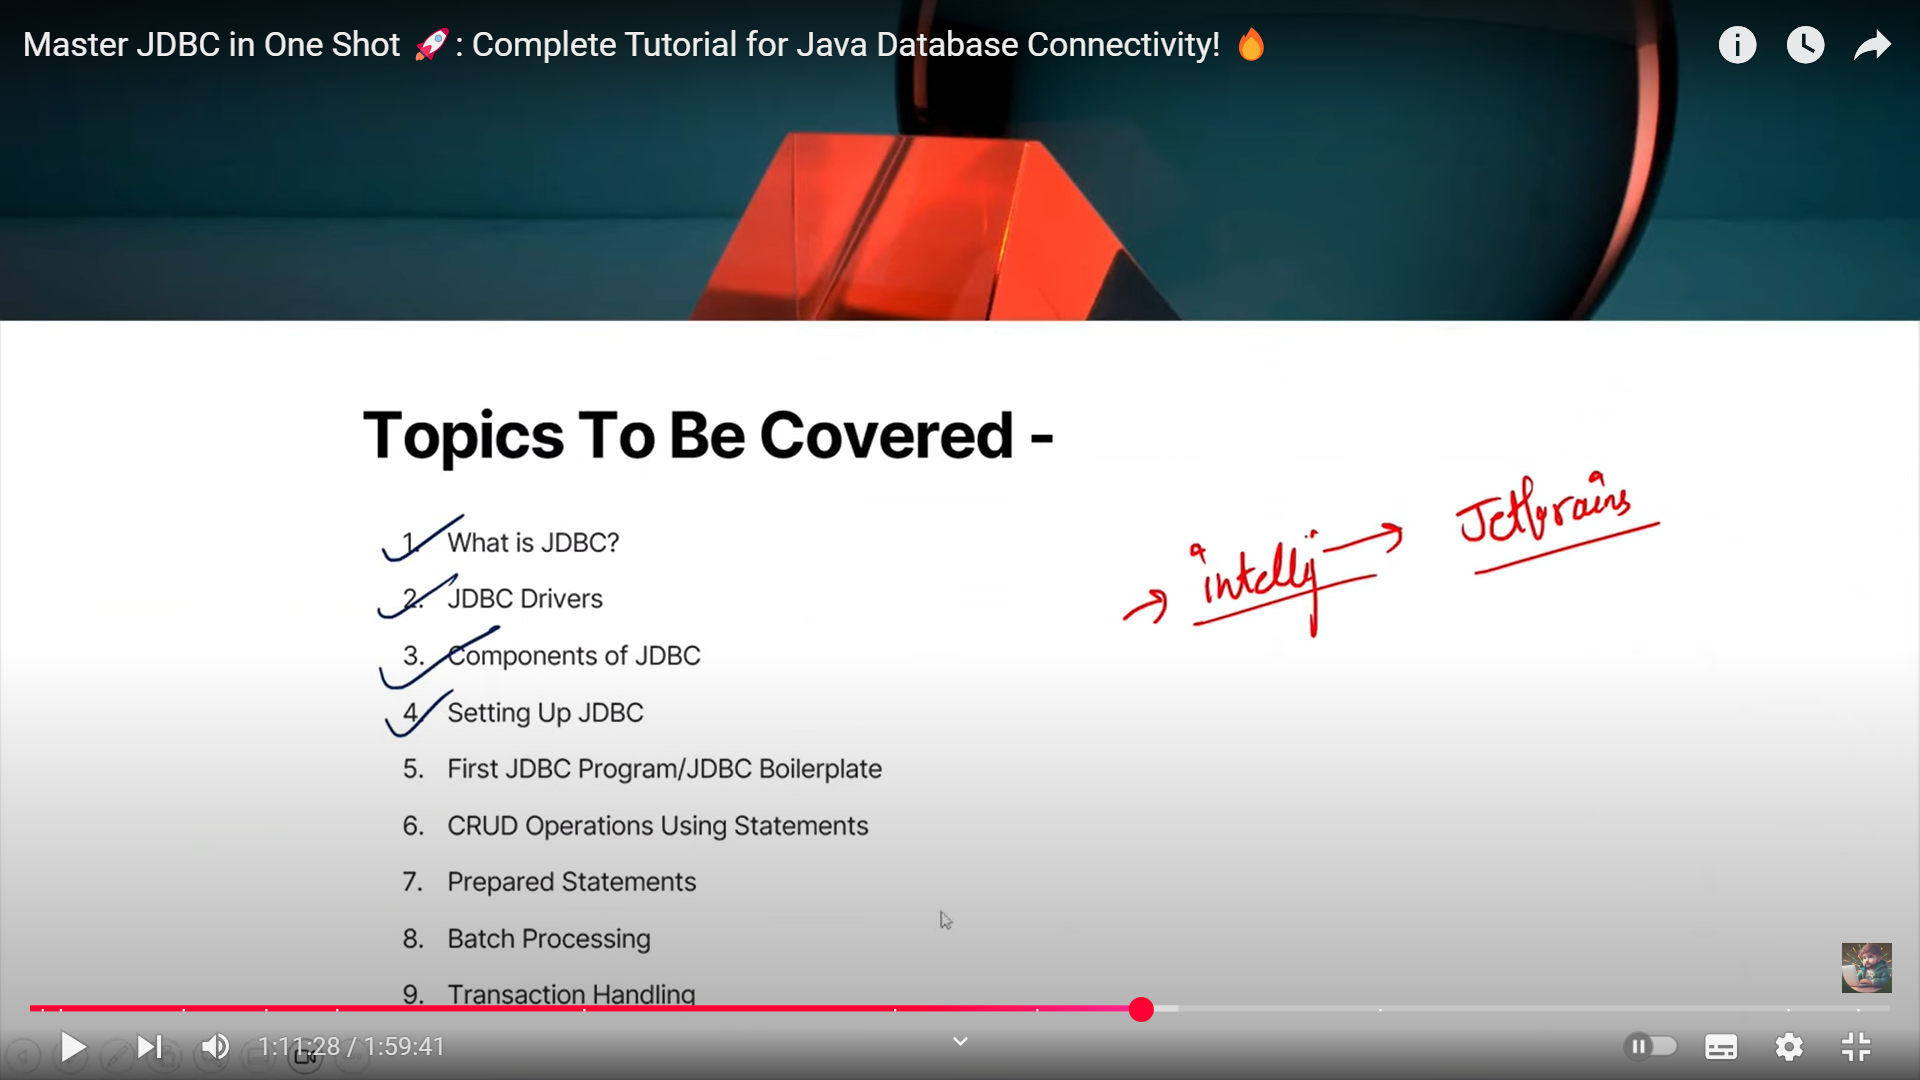 Master JDBC in One Shot 🚀 : Complete Tutorial for Java Database Connectivity! 🔥
Topics To Be Covered -
1. What is JDBC?
2. JDBC Drivers
3. Components of JDBC
4. Setting Up JDBC
5. First JDBC Program/JDBC Boilerplate
6. CRUD Operations Using Statements
7. Prepared Statements
8. Batch Processing
9. Transaction Handling
→ intellij → Jetbrains
1:11:28 / 1:59:41